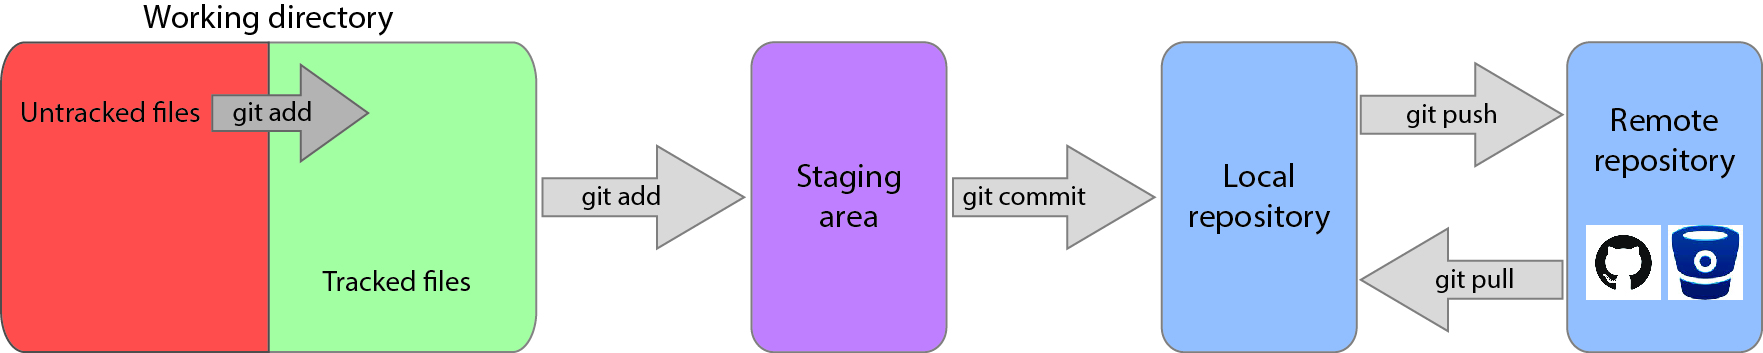 Working directory
Untracked files
git add
Tracked files
git add
Staging
area
git commit
Local
repository
git push
git pull
Remote
repository